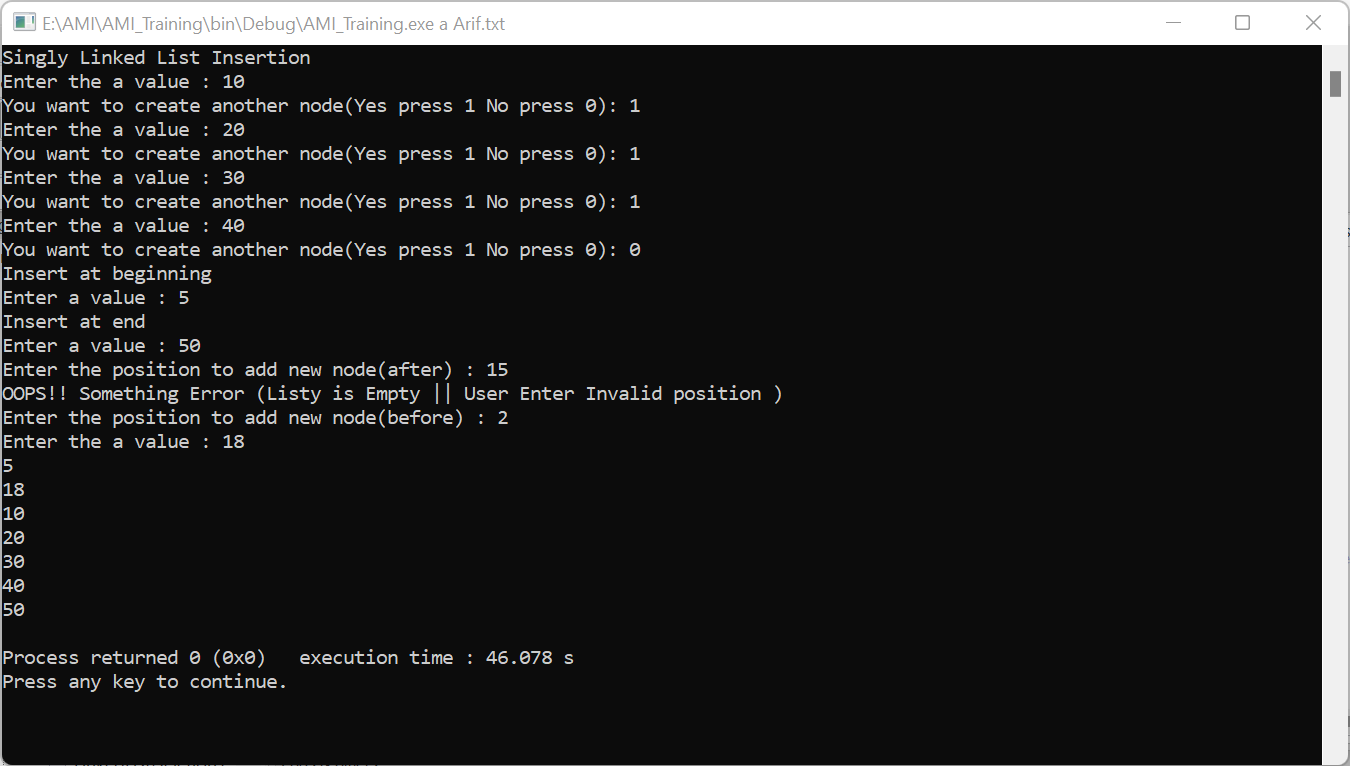 E:\AMI\AMI_Training\bin\Debug\AMI_Training.exe a Arif.txt
Singly Linked List Insertion
Enter the a value : 10
You want to create another node(Yes press 1 No press 0): 1
Enter the a value : 20
You want to create another node(Yes press 1 No press 0): 1
Enter the a value : 30
You want to create another node(Yes press 1 No press 0): 1
Enter the a value : 40
You want to create another node(Yes press 1 No press 0): 0
Insert at beginning
Enter a value : 5
Insert at end
Enter a value : 50
Enter the position to add new node(after) : 15
OOPS!! Something Error (Listy is Empty || User Enter Invalid position )
Enter the position to add new node(before) : 2
Enter the a value : 18
5
18
10
20
30
40
50
Process returned 0 (0x0)   execution time : 46.078 s
Press any key to continue.